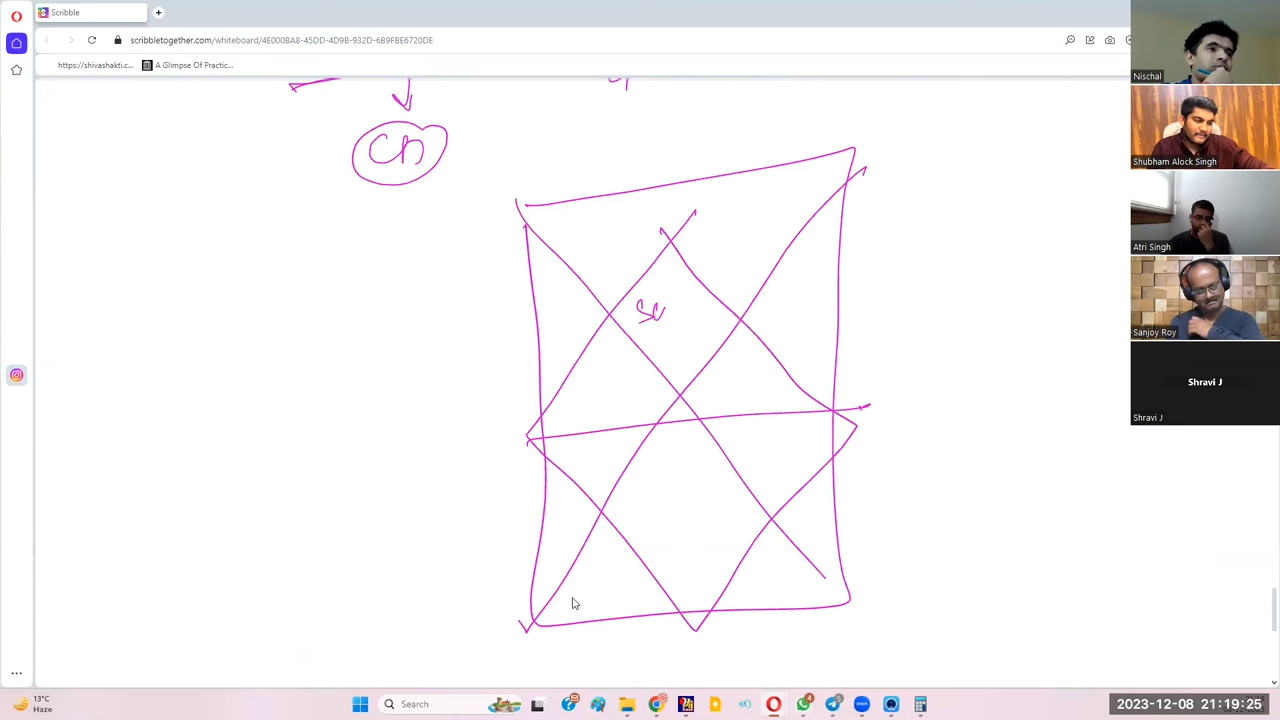 Scribble
scribbletogether.com/whiteboard/4E000BA8-45DD-4D9B-932D-6B9FBE6720DE
https://shivashakti.c...
A Glimpse Of Practic...
Nischal
Shubham Alock Singh
Atri Singh
Sanjoy Roy
Shravi J
Shravi J
13°C
Haze
Search
4
2023-12-08 21:19:25